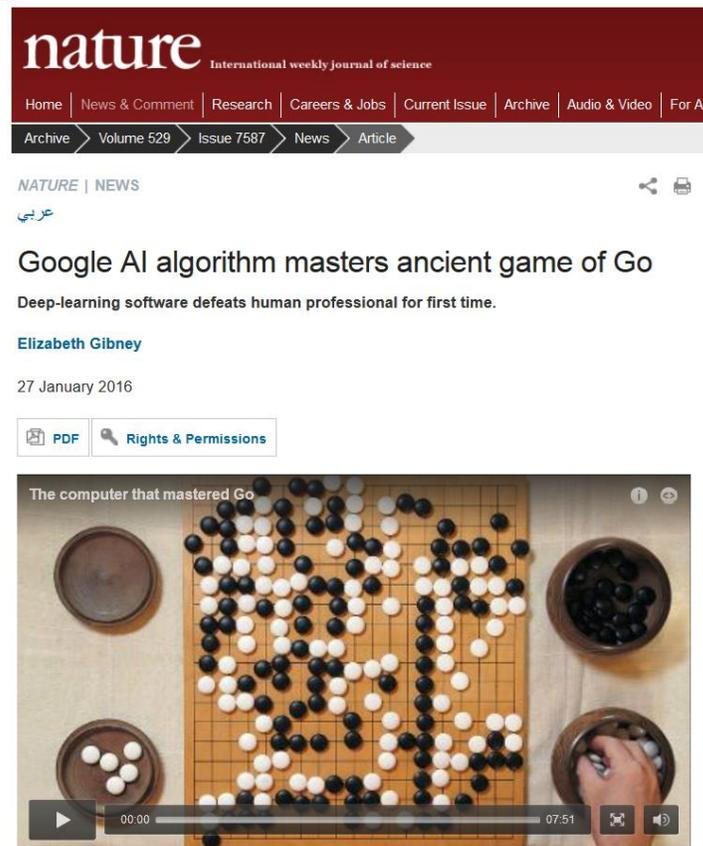 nature International weekly journal of science
Home News & Comment Research Careers & Jobs Current Issue Archive Audio & Video For A
Archive Volume 529 Issue 7587 News Article
NATURE | NEWS
عربي
Google AI algorithm masters ancient game of Go
Deep-learning software defeats human professional for first time.
Elizabeth Gibney
27 January 2016
PDF Rights & Permissions
The computer that mastered Go
00:00 07:51